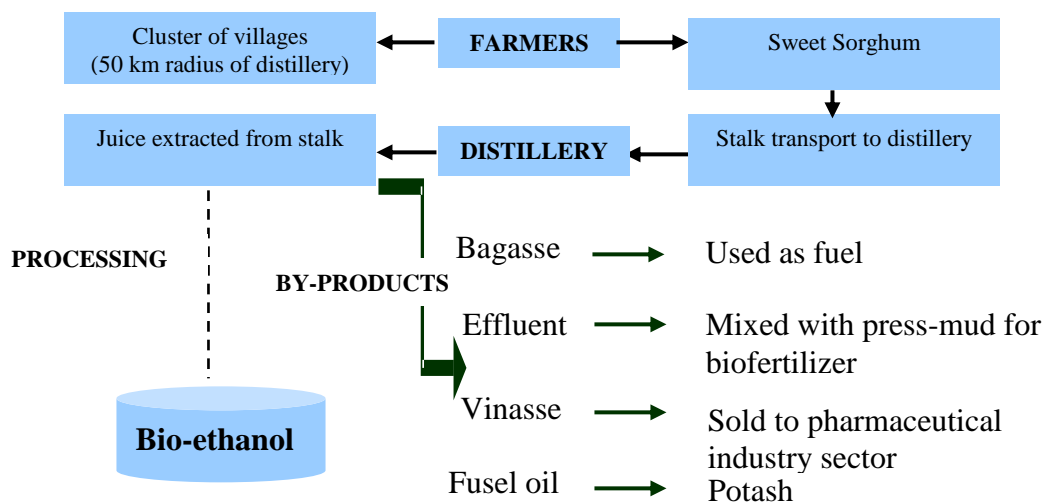 Cluster of villages
(50 km radius of distillery)
FARMERS
Sweet Sorghum
Juice extracted from stalk
DISTILLERY
Stalk transport to distillery
PROCESSING
BY-PRODUCTS
Bagasse
Used as fuel
Effluent
Mixed with press-mud for
biofertilizer
Vinasse
Sold to pharmaceutical
industry sector
Bio-ethanol
Fusel oil
Potash